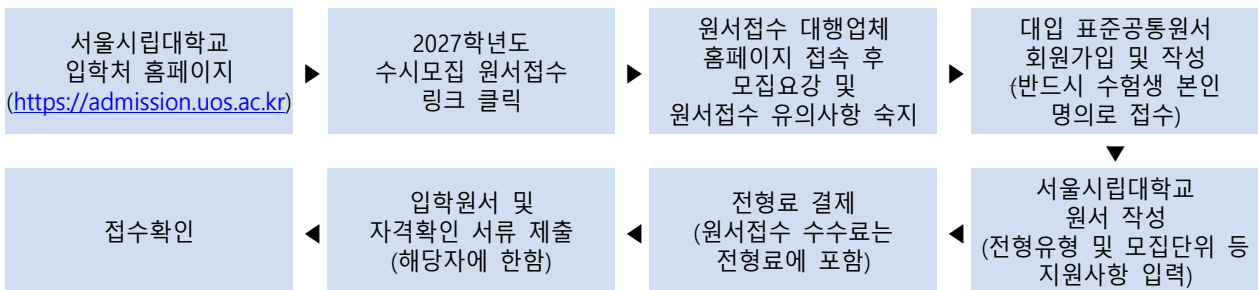 서울시립대학교
입학처 홈페이지
(https://admission.uos.ac.kr)
▶
2027학년도
수시모집 원서접수
링크 클릭
▶
원서접수 대행업체
홈페이지 접속 후
모집요강 및
원서접수 유의사항 숙지
▶
대입 표준공통원서
회원가입 및 작성
(반드시 수험생 본인
명의로 접수)
▼
서울시립대학교
원서 작성
(전형유형 및 모집단위 등
지원사항 입력)
◀
전형료 결제
(원서접수 수수료는
전형료에 포함)
◀
입학원서 및
자격확인 서류 제출
(해당자에 한함)
◀
접수확인